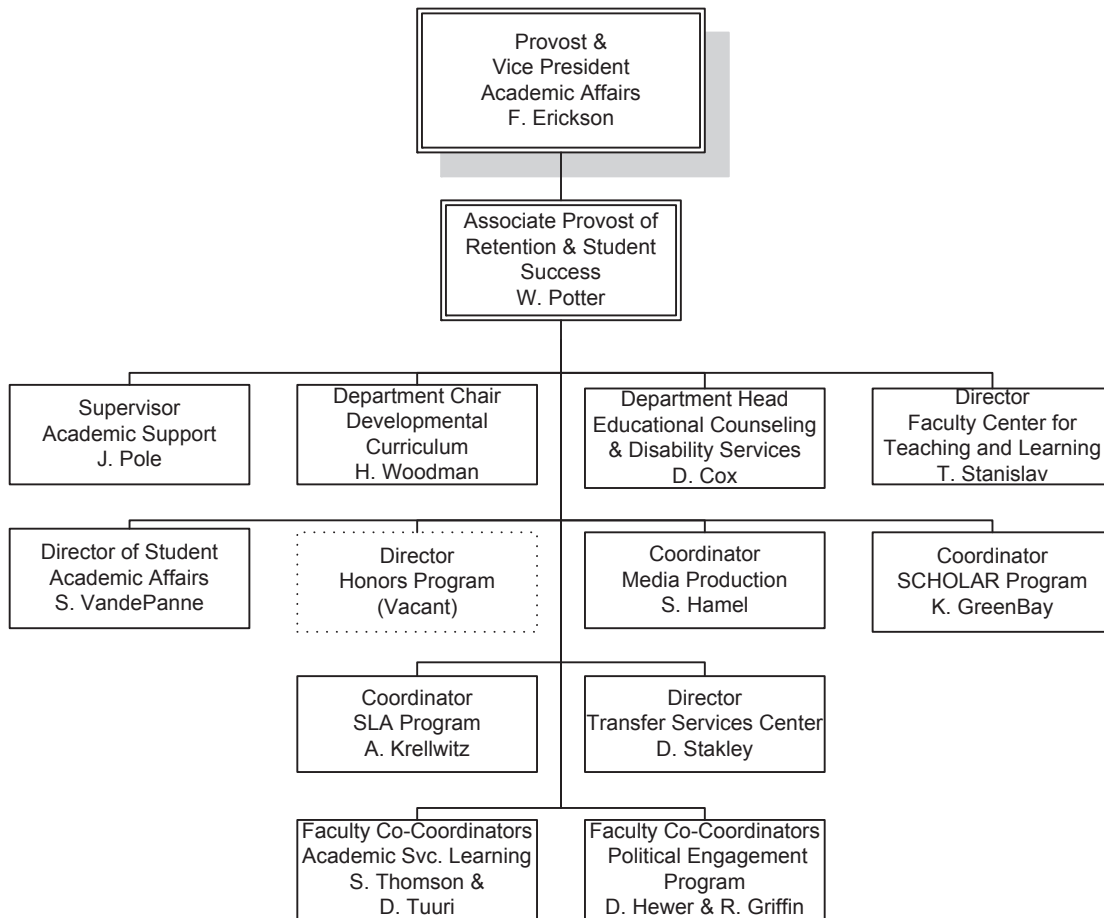 Provost &
Vice President
Academic Affairs
F. Erickson
Associate Provost of
Retention & Student
Success
W. Potter
Supervisor
Academic Support
J. Pole
Department Chair
Developmental
Curriculum
H. Woodman
Department Head
Educational Counseling
& Disability Services
D. Cox
Director
Faculty Center for
Teaching and Learning
T. Stanislav
Director of Student
Academic Affairs
S. VandePanne
Director
Honors Program
(Vacant)
Coordinator
Media Production
S. Hamel
Coordinator
SCHOLAR Program
K. GreenBay
Coordinator
SLA Program
A. Krellwitz
Director
Transfer Services Center
D. Stakley
Faculty Co-Coordinators
Academic Svc. Learning
S. Thomson &
D. Tuuri
Faculty Co-Coordinators
Political Engagement
Program
D. Hewer & R. Griffin